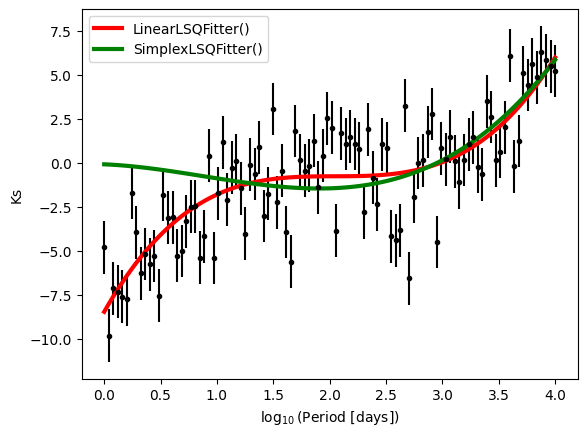 LinearLSQFitter()
SimplexLSQFitter()
7.5
5.0
2.5
0.0
−2.5
−5.0
−7.5
−10.0
Ks
0.0 0.5 1.0 1.5 2.0 2.5 3.0 3.5 4.0
log₁₀(Period [days])